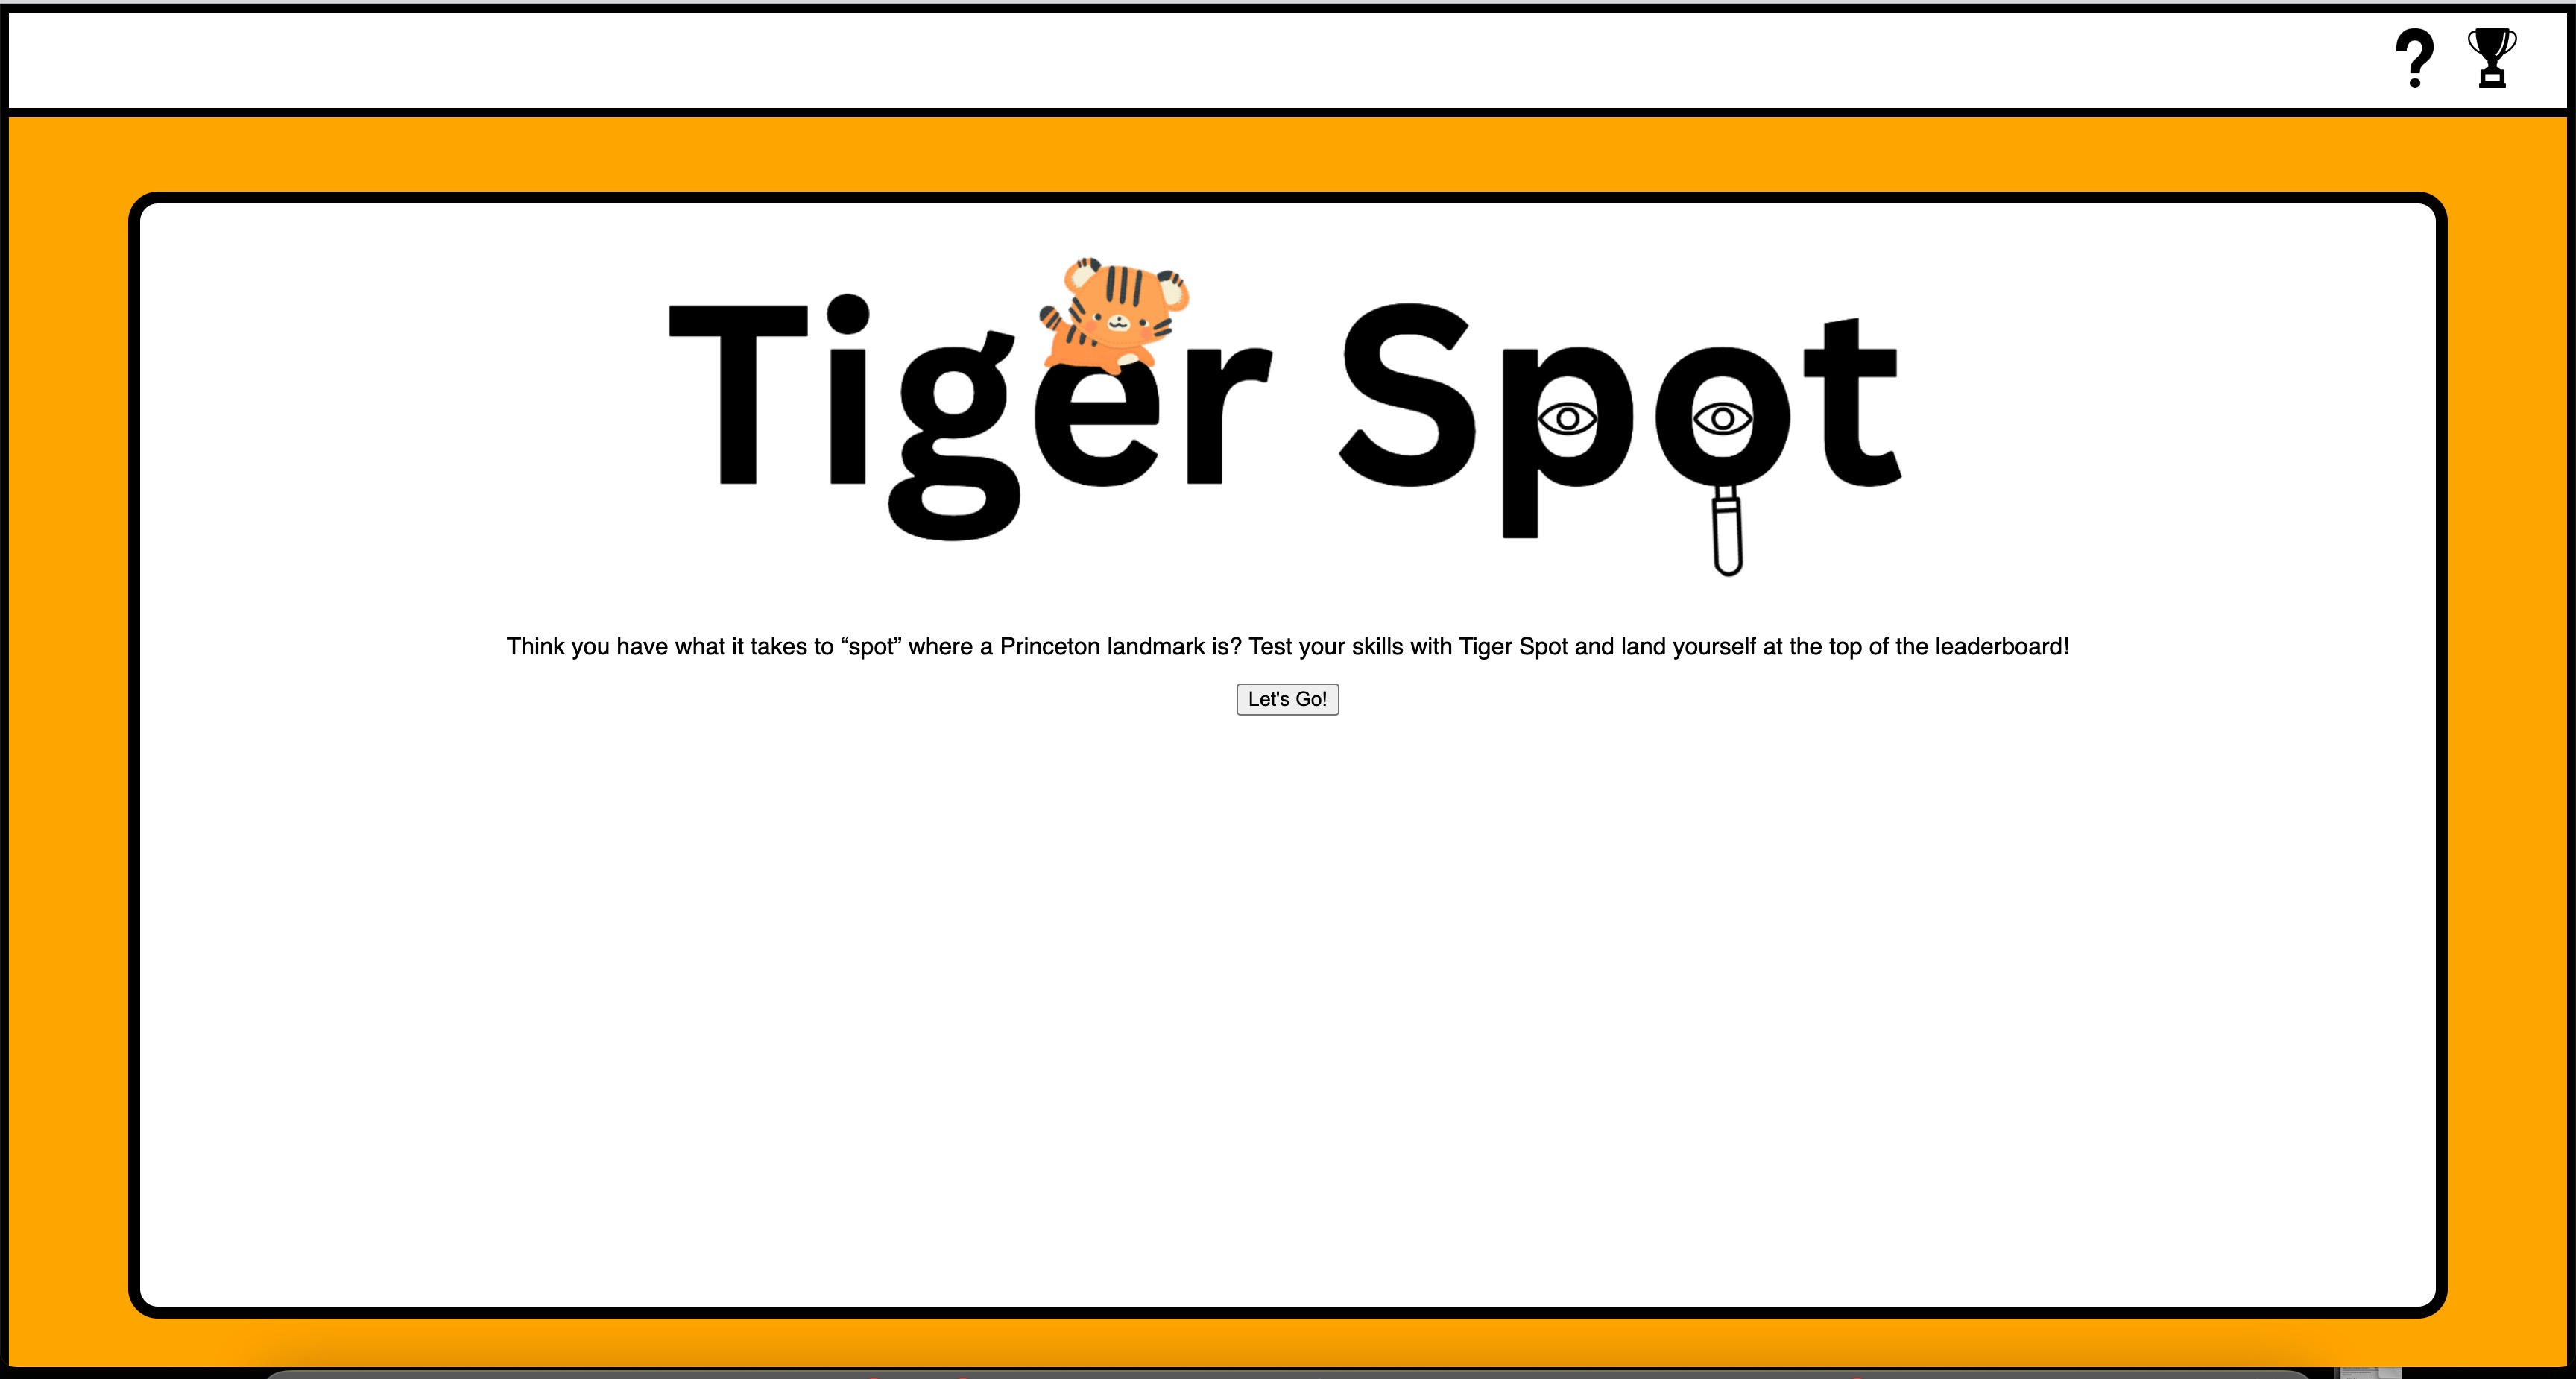 ?
Tiger Spot
Think you have what it takes to “spot” where a Princeton landmark is? Test your skills with Tiger Spot and land yourself at the top of the leaderboard!
Let's Go!